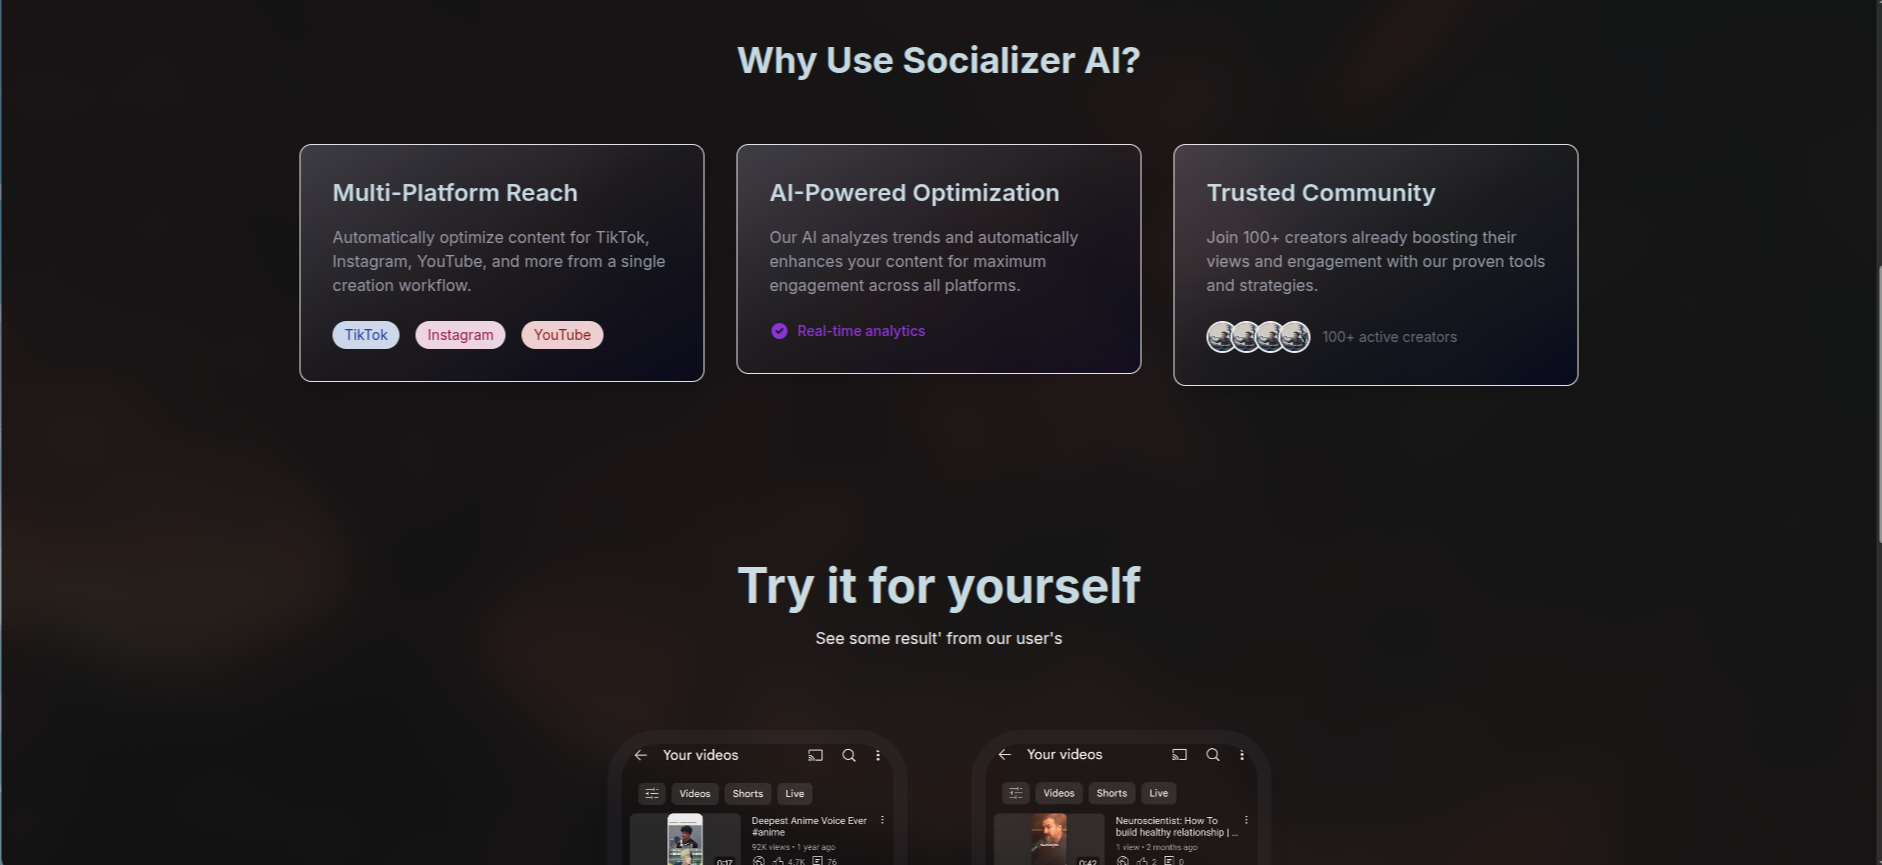 Why Use Socializer AI?
Multi-Platform Reach
Automatically optimize content for TikTok,
Instagram, YouTube, and more from a single
creation workflow.
TikTok
Instagram
YouTube
AI-Powered Optimization
Our AI analyzes trends and automatically
enhances your content for maximum
engagement across all platforms.
Real-time analytics
Trusted Community
Join 100+ creators already boosting their
views and engagement with our proven tools
and strategies.
100+ active creators
Try it for yourself
See some result' from our user's
Your videos
Videos
Shorts
Live
Deepest Anime Voice Ever
#anime
92K views • 1 year ago
0:17
4.7K
76
Your videos
Videos
Shorts
Live
Neuroscientist: How To
build healthy relationship | ...
1 view • 2 months ago
0:42
2
0